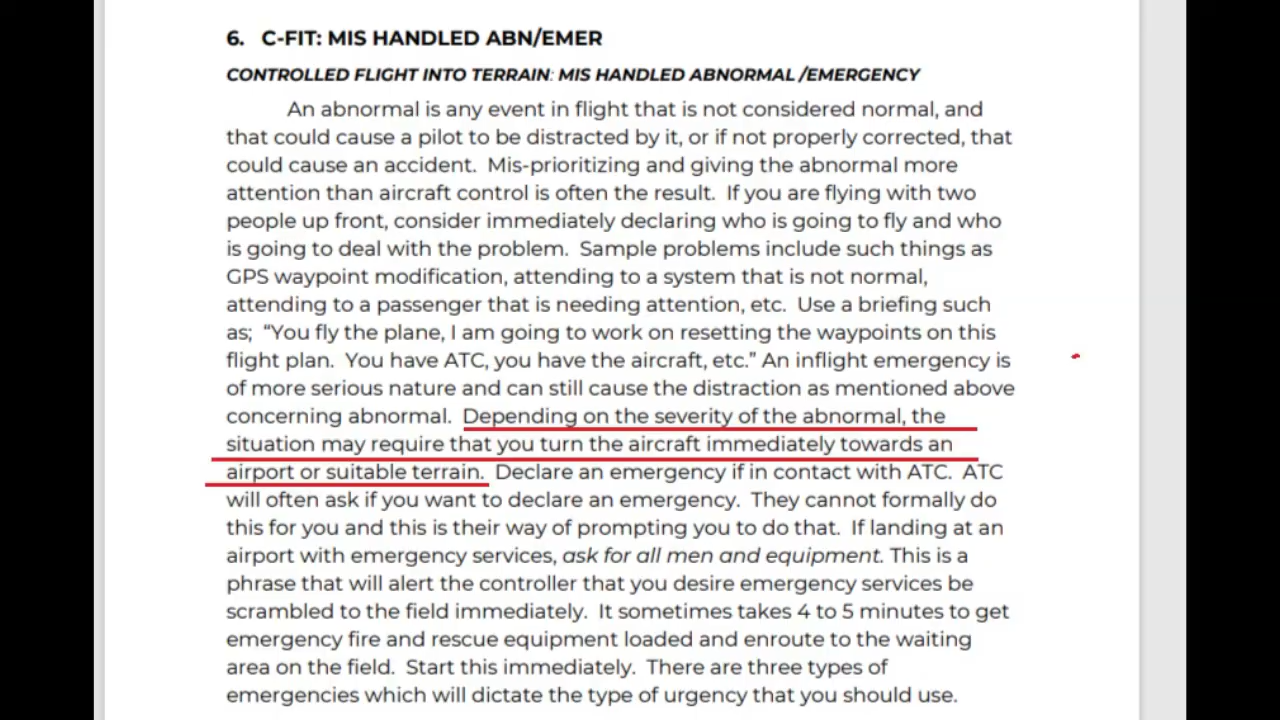 6. C-FIT: MIS HANDLED ABN/EMER
CONTROLLED FLIGHT INTO TERRAIN: MIS HANDLED ABNORMAL /EMERGENCY
An abnormal is any event in flight that is not considered normal, and
that could cause a pilot to be distracted by it, or if not properly corrected, that
could cause an accident. Mis-prioritizing and giving the abnormal more
attention than aircraft control is often the result. If you are flying with two
people up front, consider immediately declaring who is going to fly and who
is going to deal with the problem. Sample problems include such things as
GPS waypoint modification, attending to a system that is not normal,
attending to a passenger that is needing attention, etc. Use a briefing such
as; “You fly the plane, I am going to work on resetting the waypoints on this
flight plan. You have ATC, you have the aircraft, etc.” An inflight emergency is
of more serious nature and can still cause the distraction as mentioned above
concerning abnormal. Depending on the severity of the abnormal, the
situation may require that you turn the aircraft immediately towards an
airport or suitable terrain. Declare an emergency if in contact with ATC. ATC
will often ask if you want to declare an emergency. They cannot formally do
this for you and this is their way of prompting you to do that. If landing at an
airport with emergency services, ask for all men and equipment. This is a
phrase that will alert the controller that you desire emergency services be
scrambled to the field immediately. It sometimes takes 4 to 5 minutes to get
emergency fire and rescue equipment loaded and enroute to the waiting
area on the field. Start this immediately. There are three types of
emergencies which will dictate the type of urgency that you should use.